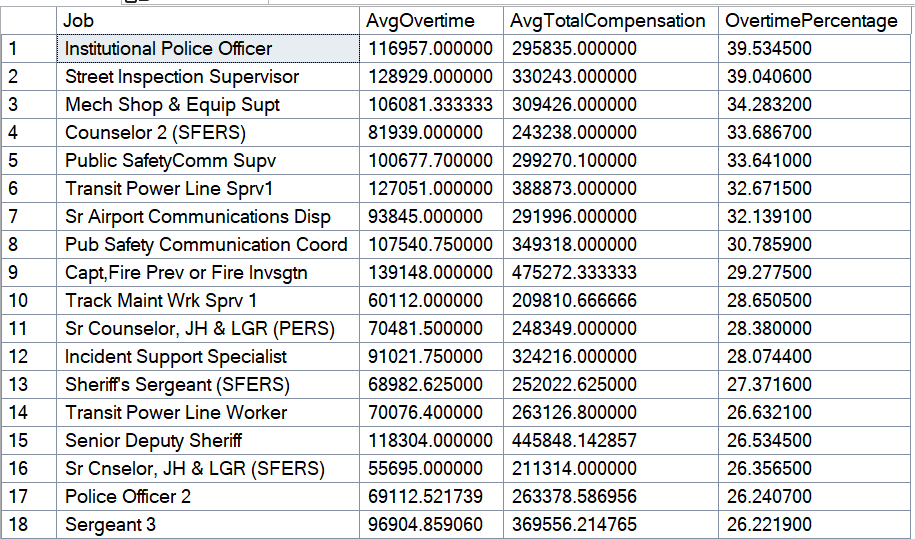 Job AvgOvertime AvgTotalCompensation OvertimePercentage
1 Institutional Police Officer 116957.000000 295835.000000 39.534500
2 Street Inspection Supervisor 128929.000000 330243.000000 39.040600
3 Mech Shop & Equip Supt 106081.333333 309426.000000 34.283200
4 Counselor 2 (SFERS) 81939.000000 243238.000000 33.686700
5 Public SafetyComm Supv 100677.700000 299270.100000 33.641000
6 Transit Power Line Sprv1 127051.000000 388873.000000 32.671500
7 Sr Airport Communications Disp 93845.000000 291996.000000 32.139100
8 Pub Safety Communication Coord 107540.750000 349318.000000 30.785900
9 Capt,Fire Prev or Fire Invsgtn 139148.000000 475272.333333 29.277500
10 Track Maint Wrk Sprv 1 60112.000000 209810.666666 28.650500
11 Sr Counselor, JH & LGR (PERS) 70481.500000 248349.000000 28.380000
12 Incident Support Specialist 91021.750000 324216.000000 28.074400
13 Sheriff's Sergeant (SFERS) 68982.625000 252022.625000 27.371600
14 Transit Power Line Worker 70076.400000 263126.800000 26.632100
15 Senior Deputy Sheriff 118304.000000 445848.142857 26.534500
16 Sr Cnselor, JH & LGR (SFERS) 55695.000000 211314.000000 26.356500
17 Police Officer 2 69112.521739 263378.586956 26.240700
18 Sergeant 3 96904.859060 369556.214765 26.221900